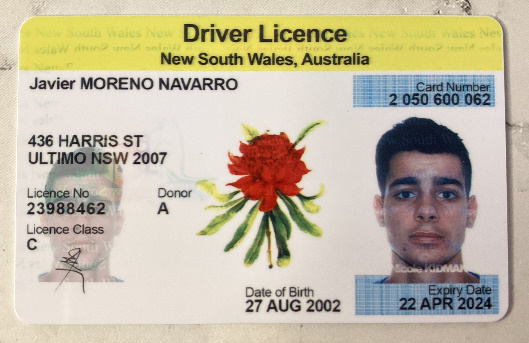 Driver Licence
New South Wales, Australia
Javier MORENO NAVARRO
Card Number
2 050 600 062
436 HARRIS ST
ULTIMO NSW 2007
Licence No
23988462
Donor
A
Licence Class
C
Nicole KIDMAN
Date of Birth
27 AUG 2002
Expiry Date
22 APR 2024